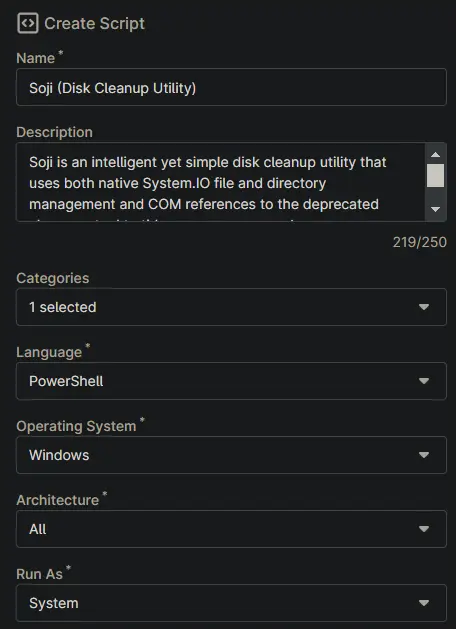 Create Script
Name *
Soji (Disk Cleanup Utility)
Description
Soji is an intelligent yet simple disk cleanup utility that
uses both native System.IO file and directory
management and COM references to the deprecated
219/250
Categories
1 selected
Language *
PowerShell
Operating System *
Windows
Architecture *
All
Run As *
System